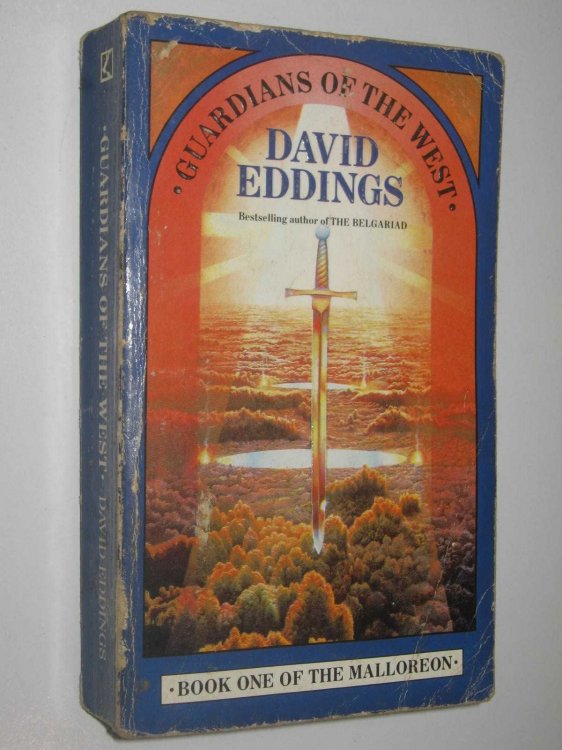 ·GUARDIANS OF THE WEST·
DAVID
EDDINGS
Bestselling author of THE BELGARIAD
·BOOK ONE OF THE MALLOREON·
·GUARDIANS OF THE WEST· DAVID EDDINGS